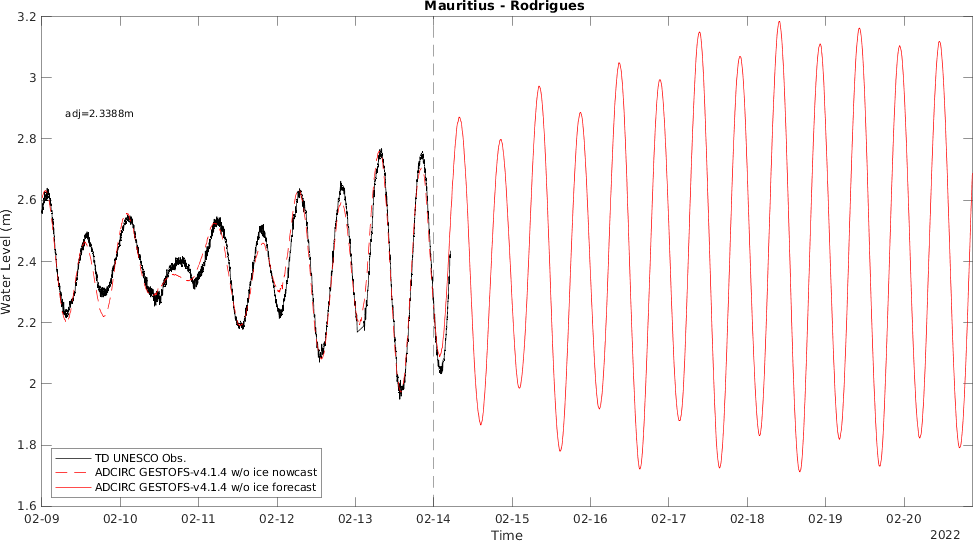 Mauritius - Rodrigues
3.2
3
2.8
2.6
2.4
2.2
2
1.8
1.6
Water Level (m)
adj=2.3388m
TD UNESCO Obs.
ADCIRC GESTOFS-v4.1.4 w/o ice nowcast
ADCIRC GESTOFS-v4.1.4 w/o ice forecast
02-09 02-10 02-11 02-12 02-13 02-14 02-15 02-16 02-17 02-18 02-19 02-20
Time
2022